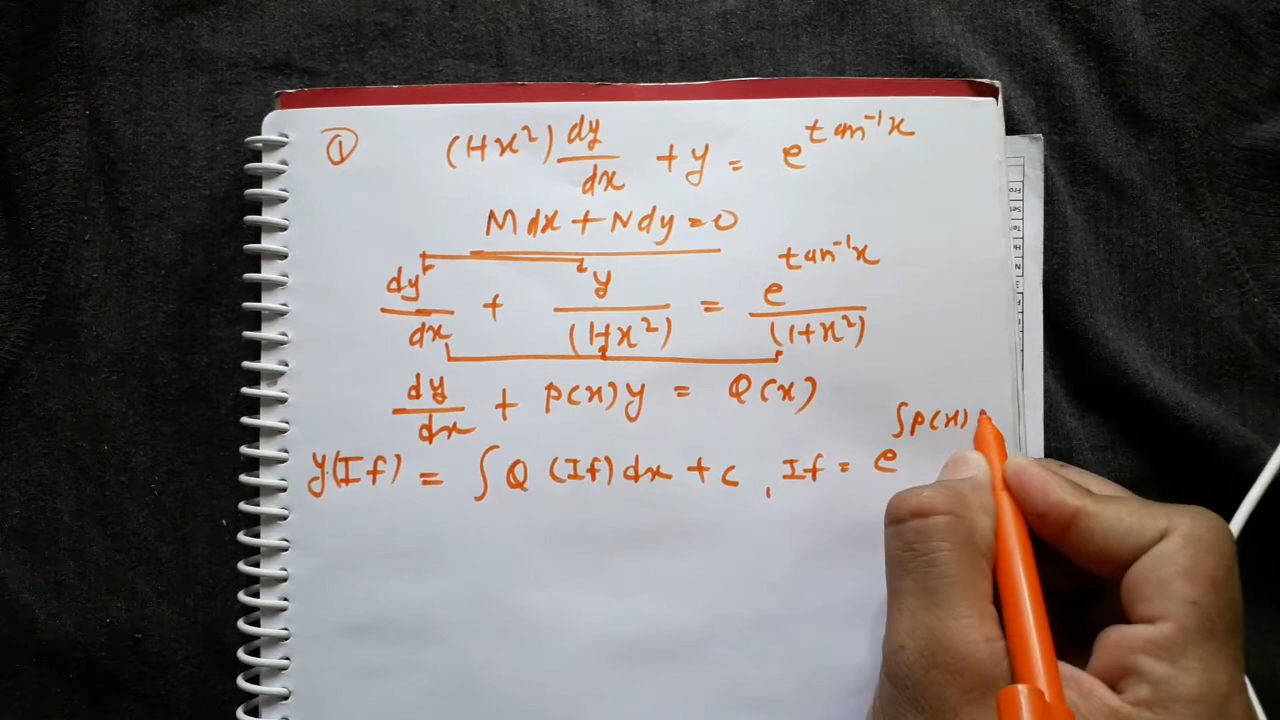 ① (1+x²) dy/dx + y = e^(tan⁻¹x)
M dx + N dy = 0
dy/dx + y/(1+x²) = e^(tan⁻¹x)/(1+x²)
dy/dx + P(x)y = Q(x)
y(If) = ∫Q (If) dx + c, If = e^(∫P(x)